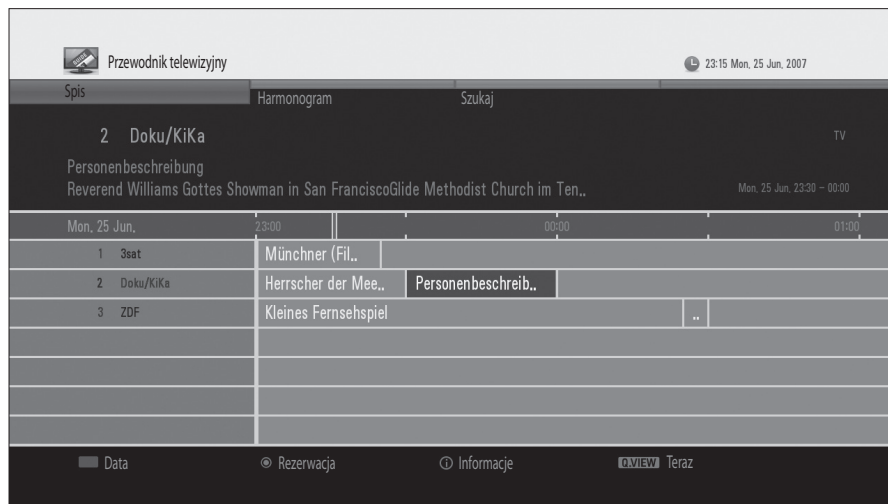 Przewodnik telewizyjny
23:15 Mon, 25 Jun, 2007
Spis Harmonogram Szukaj
2 Doku/KiKa TV
Personenbeschreibung
Reverend Williams Gottes Showman in San FranciscoGlide Methodist Church im Ten.. Mon, 25 Jun, 23:30 - 00:00
Mon, 25 Jun, 23:00 00:00 01:00
1 3sat Münchner (Fil..
2 Doku/KiKa Herrscher der Mee.. Personenbeschreib..
3 ZDF Kleines Fernsehspiel ..
Data Rezerwacja Informacje Q.VIEW Teraz